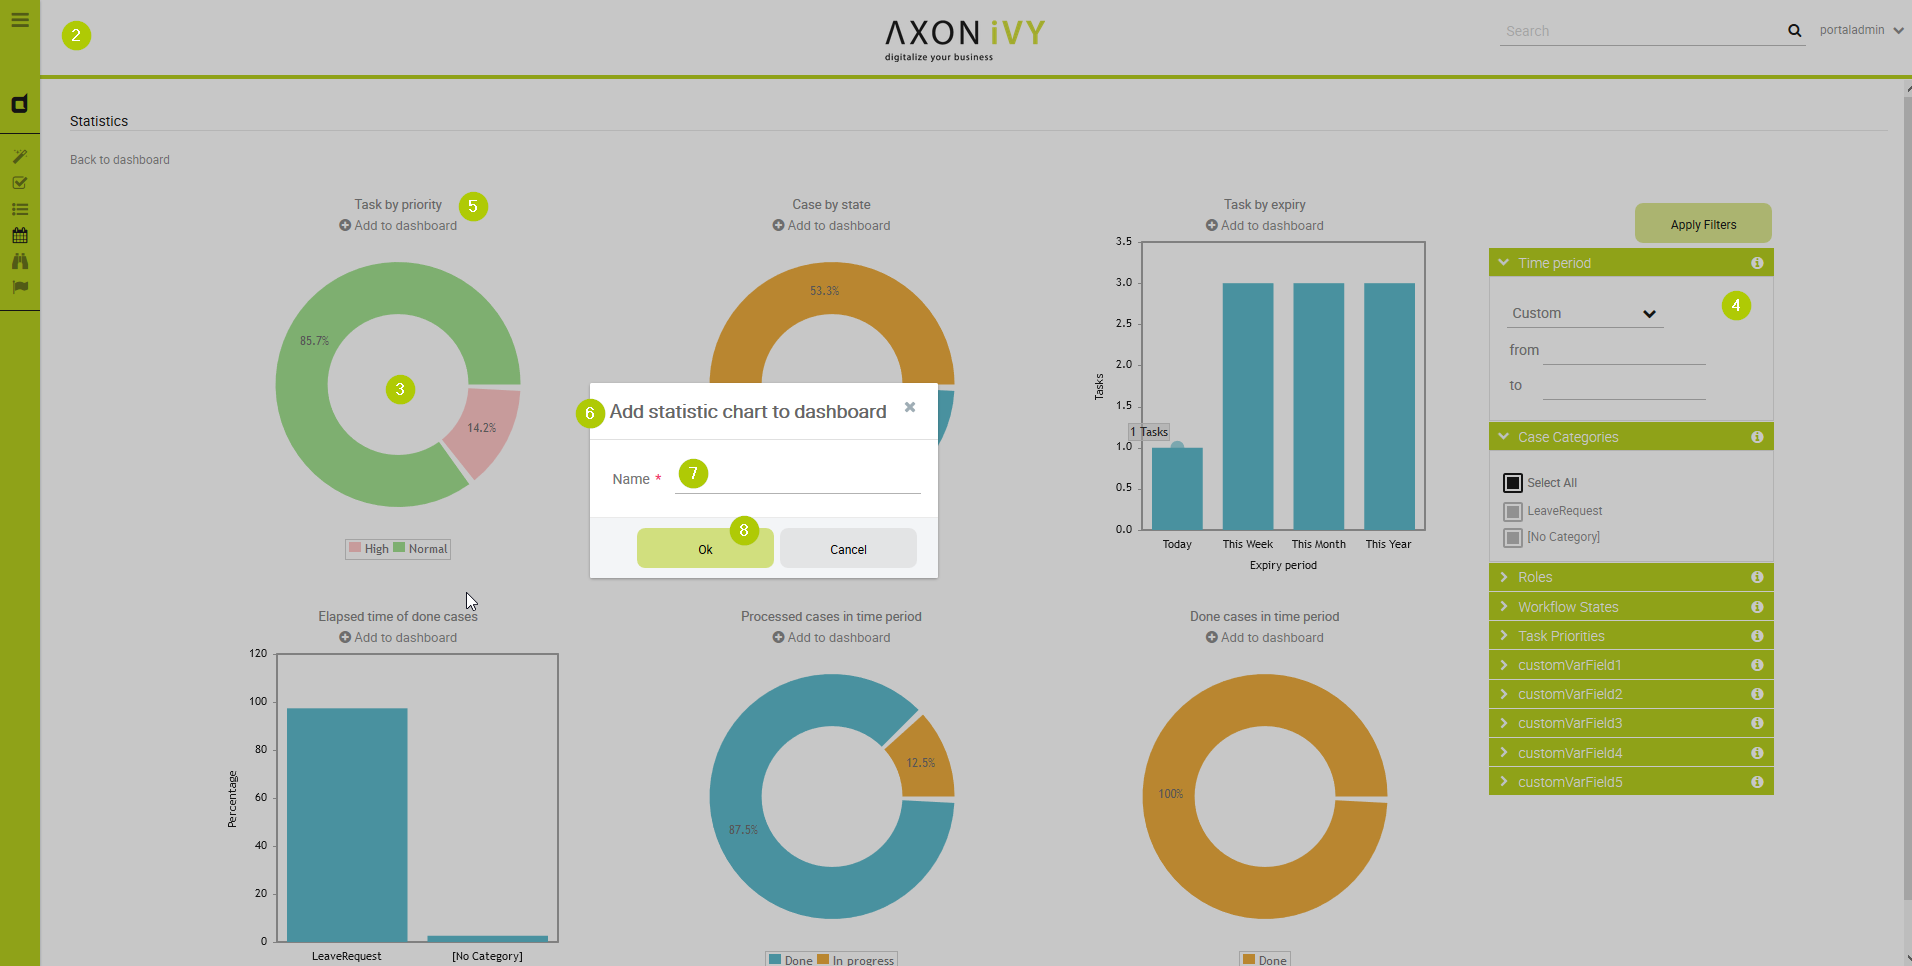 2
AXON iVY
digitalize your business
Search
portaladmin
Statistics
Back to dashboard
Task by priority
5
Add to dashboard
85.7%
14.2%
3
High Normal
Case by state
Add to dashboard
53.3%
Task by expiry
Add to dashboard
3.5
3.0
2.5
2.0
1.5
1.0
0.5
0.0
Tasks
1 Tasks
Today This Week This Month This Year
Expiry period
Apply Filters
Time period
4
Custom
from
to
Case Categories
Select All
LeaveRequest
[No Category]
Roles
Workflow States
Task Priorities
customVarField1
customVarField2
customVarField3
customVarField4
customVarField5
6
Add statistic chart to dashboard
Name *
7
8
Ok
Cancel
Elapsed time of done cases
Add to dashboard
120
100
80
60
40
20
0
Percentage
LeaveRequest [No Category]
Processed cases in time period
Add to dashboard
12.5%
87.5%
Done In progress
Done cases in time period
Add to dashboard
100%
Done